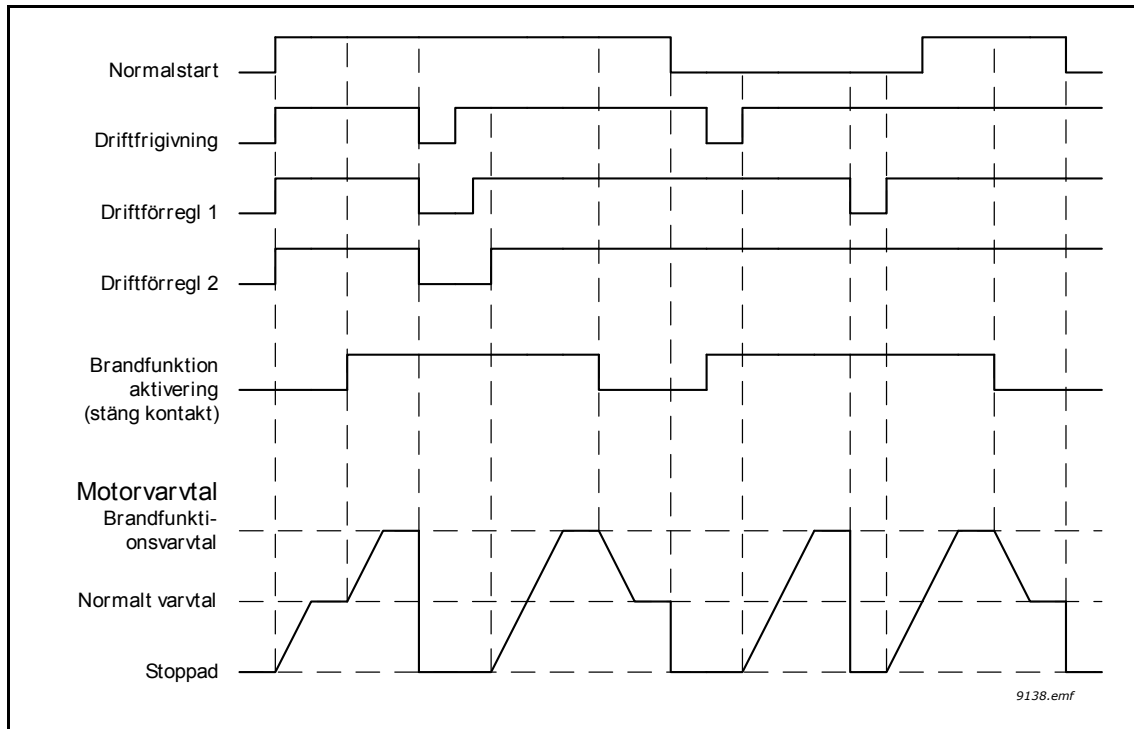 Normalstart
Driftfrigivning
Driftförregl 1
Driftförregl 2
Brandfunktion
aktivering
(stäng kontakt)
Motorvarvtal
Brandfunkti-
onsvarvtal
Normalt varvtal
Stoppad
9138.emf